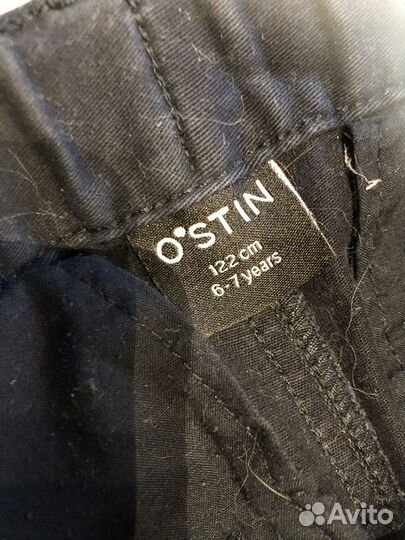 O'STIN
122 cm
6-7 years
Avito